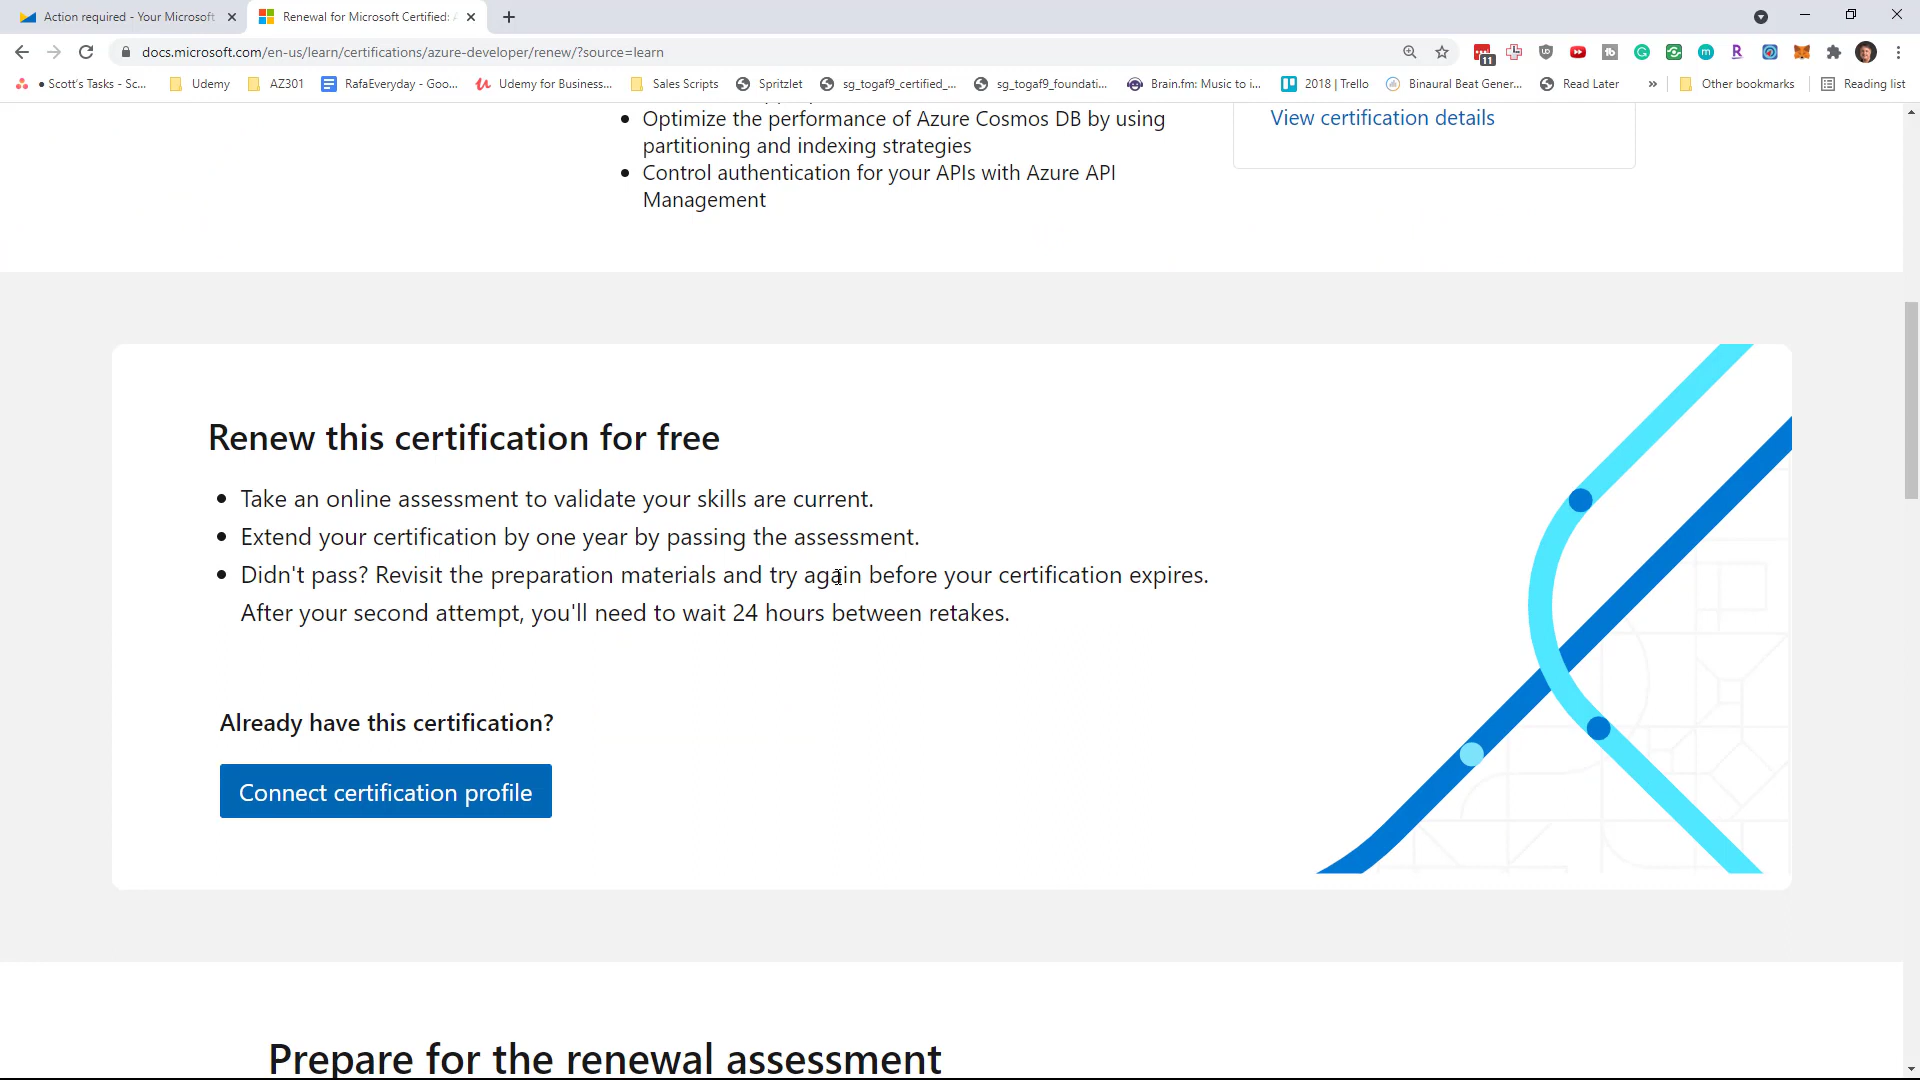 Action required - Your Microsoft
Renewal for Microsoft Certified:
docs.microsoft.com/en-us/learn/certifications/azure-developer/renew/?source=learn
11
• Scott's Tasks - Sc...
Udemy
AZ301
RafaEveryday - Goo...
Udemy for Business...
Sales Scripts
Spritzlet
sg_togaf9_certified_...
sg_togaf9_foundati...
Brain.fm: Music to i...
2018 | Trello
Binaural Beat Gener...
Read Later
»
Other bookmarks
Reading list
• Optimize the performance of Azure Cosmos DB by using
partitioning and indexing strategies
• Control authentication for your APIs with Azure API
Management
View certification details
Renew this certification for free
• Take an online assessment to validate your skills are current.
• Extend your certification by one year by passing the assessment.
• Didn't pass? Revisit the preparation materials and try again before your certification expires.
After your second attempt, you'll need to wait 24 hours between retakes.
Already have this certification?
Connect certification profile
Prepare for the renewal assessment